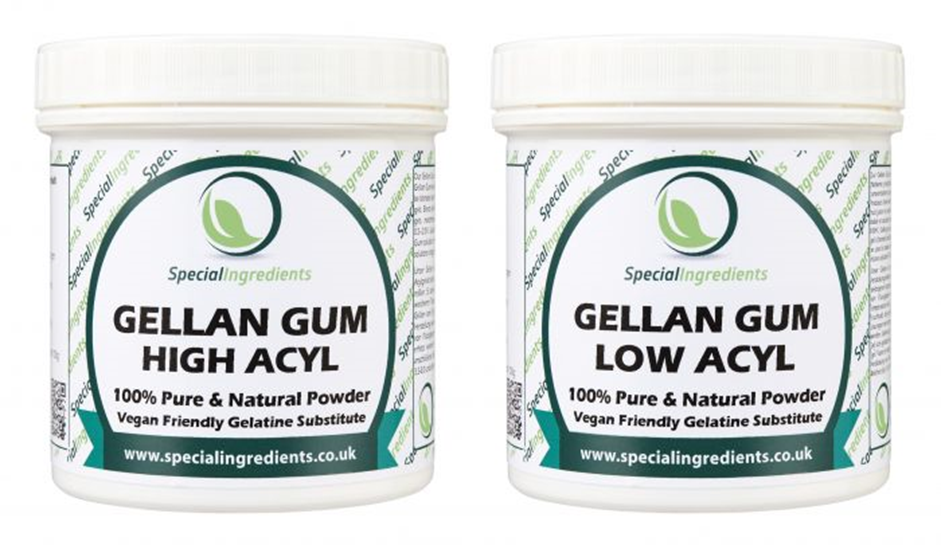 SpecialIngredients
GELLAN GUM
HIGH ACYL
100% Pure & Natural Powder
Vegan Friendly Gelatine Substitute
www.specialingredients.co.uk
SpecialIngredients
GELLAN GUM
LOW ACYL
100% Pure & Natural Powder
Vegan Friendly Gelatine Substitute
www.specialingredients.co.uk